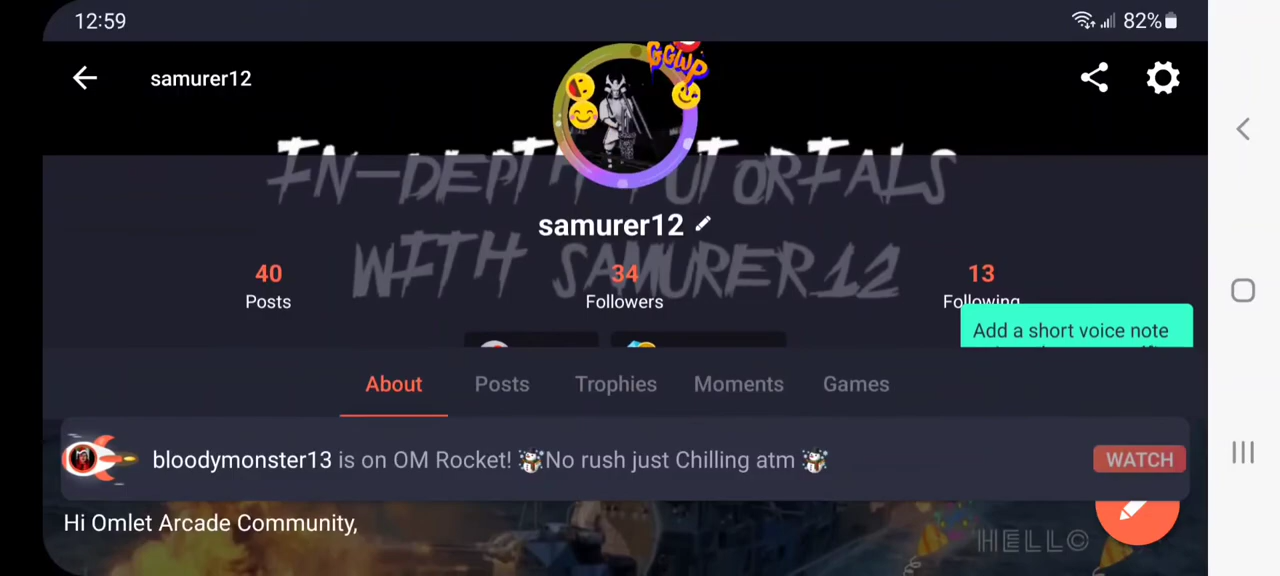 12:59
82%
samurer12
GGWP
IN-DEPTH TUTORIALS
WITH SAMURER12
samurer12
40
Posts
34
Followers
13
Following
Add a short voice note
About
Posts
Trophies
Moments
Games
bloodymonster13 is on OM Rocket! ⛄No rush just Chilling atm ⛄
WATCH
Hi Omlet Arcade Community,
HELLO